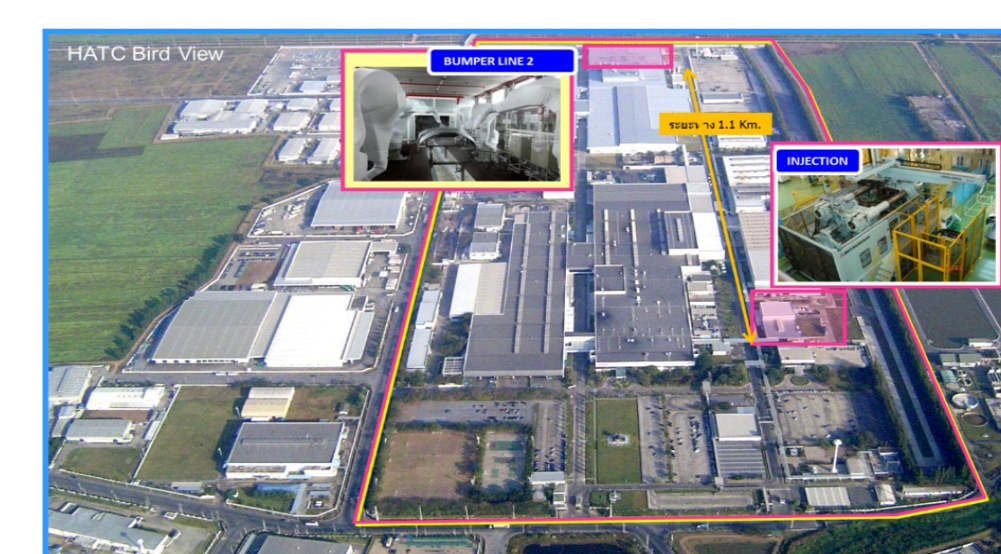 HATC Bird View
BUMPER LINE 2
ระยะทาง 1.1 Km.
INJECTION